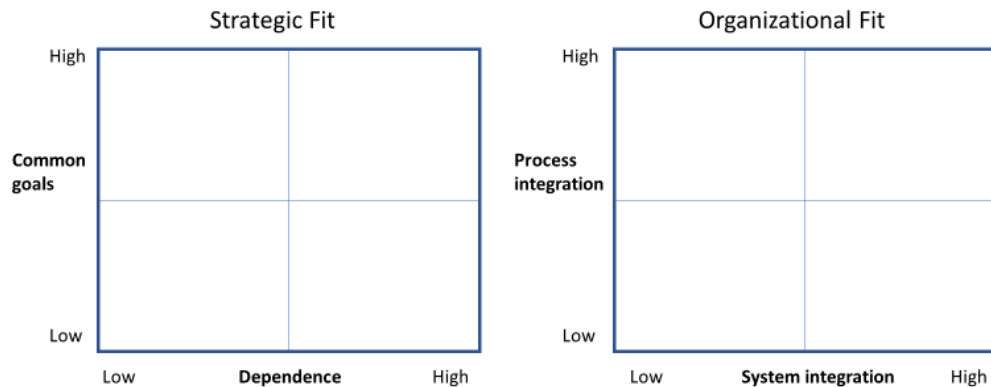 Strategic Fit
High
Common
goals
Low
Low Dependence High
Organizational Fit
High
Process
integration
Low
Low System integration High